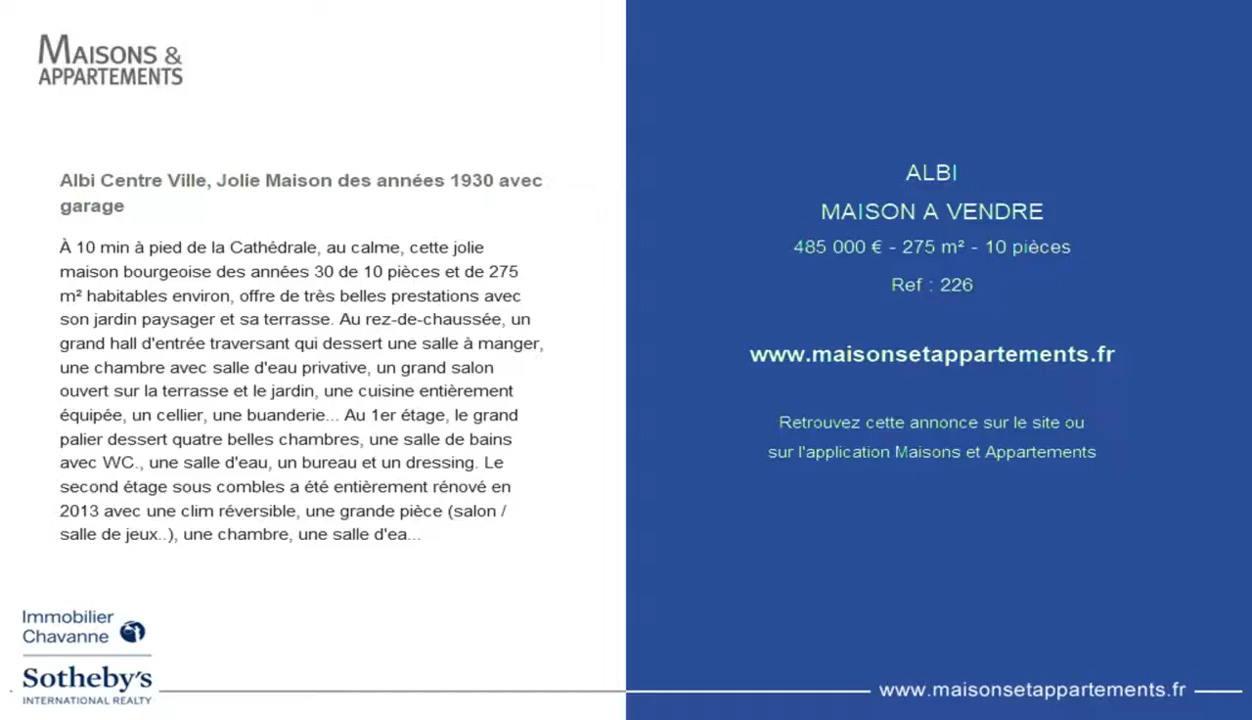 MAISONS &
APPARTEMENTS
Albi Centre Ville, Jolie Maison des années 1930 avec
garage
À 10 min à pied de la Cathédrale, au calme, cette jolie
maison bourgeoise des années 30 de 10 pièces et de 275
m² habitables environ, offre de très belles prestations avec
son jardin paysager et sa terrasse. Au rez-de-chaussée, un
grand hall d'entrée traversant qui dessert une salle à manger,
une chambre avec salle d'eau privative, un grand salon
ouvert sur la terrasse et le jardin, une cuisine entièrement
équipée, un cellier, une buanderie... Au 1er étage, le grand
palier dessert quatre belles chambres, une salle de bains
avec WC., une salle d'eau, un bureau et un dressing. Le
second étage sous combles a été entièrement rénové en
2013 avec une clim réversible, une grande pièce (salon /
salle de jeux..), une chambre, une salle d'ea...
Immobilier
Chavanne
Sotheby's
INTERNATIONAL REALTY
ALBI
MAISON A VENDRE
485 000 € - 275 m² - 10 pièces
Ref : 226
www.maisonsetappartements.fr
Retrouvez cette annonce sur le site ou
sur l'application Maisons et Appartements
www.maisonsetappartements.fr